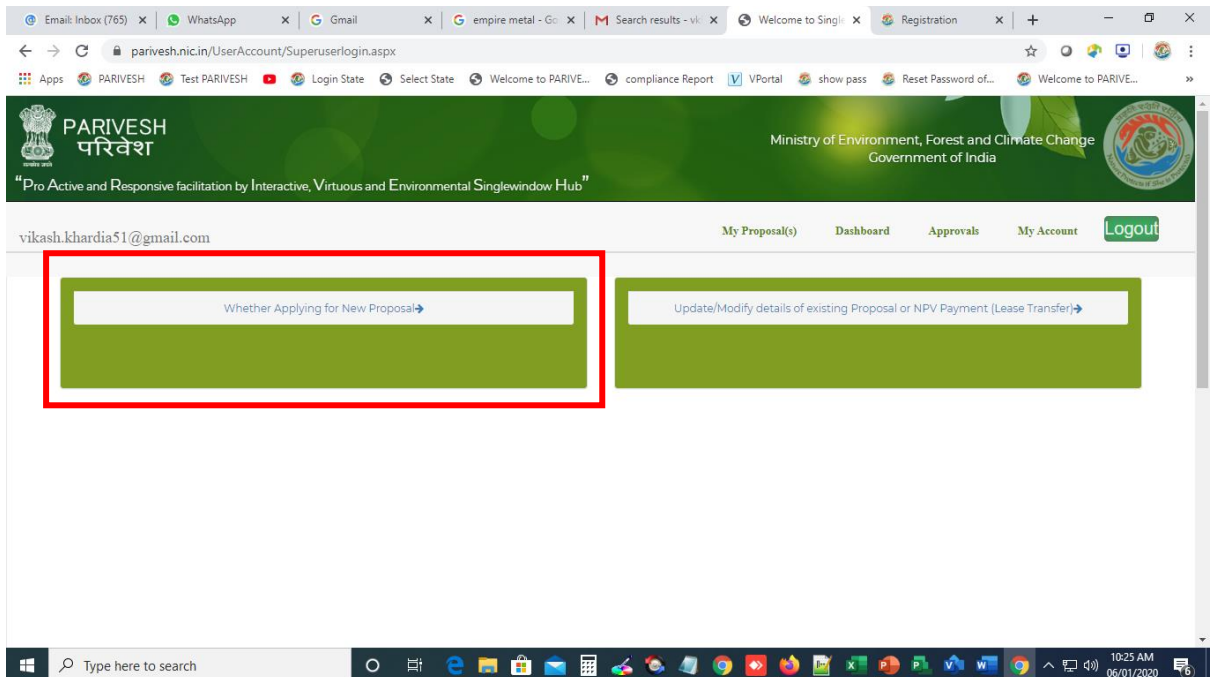 Email: Inbox (765)
WhatsApp
Gmail
empire metal - Go
Search results - vk
Welcome to Singl
Registration
parivesh.nic.in/UserAccount/Superuserlogin.aspx
Apps
PARIVESH
Test PARIVESH
Login State
Select State
Welcome to PARIVE...
compliance Report
VPortal
show pass
Reset Password of...
Welcome to PARIVE...
PARIVESH
परिवेश
"Pro Active and Responsive facilitation by Interactive, Virtuous and Environmental Singlewindow Hub"
Ministry of Environment, Forest and Climate Change
Government of India
vikash.khardia51@gmail.com
My Proposal(s)
Dashboard
Approvals
My Account
Logout
Whether Applying for New Proposal
Update/Modify details of existing Proposal or NPV Payment (Lease Transfer)
Type here to search
10:25 AM
06/01/2020